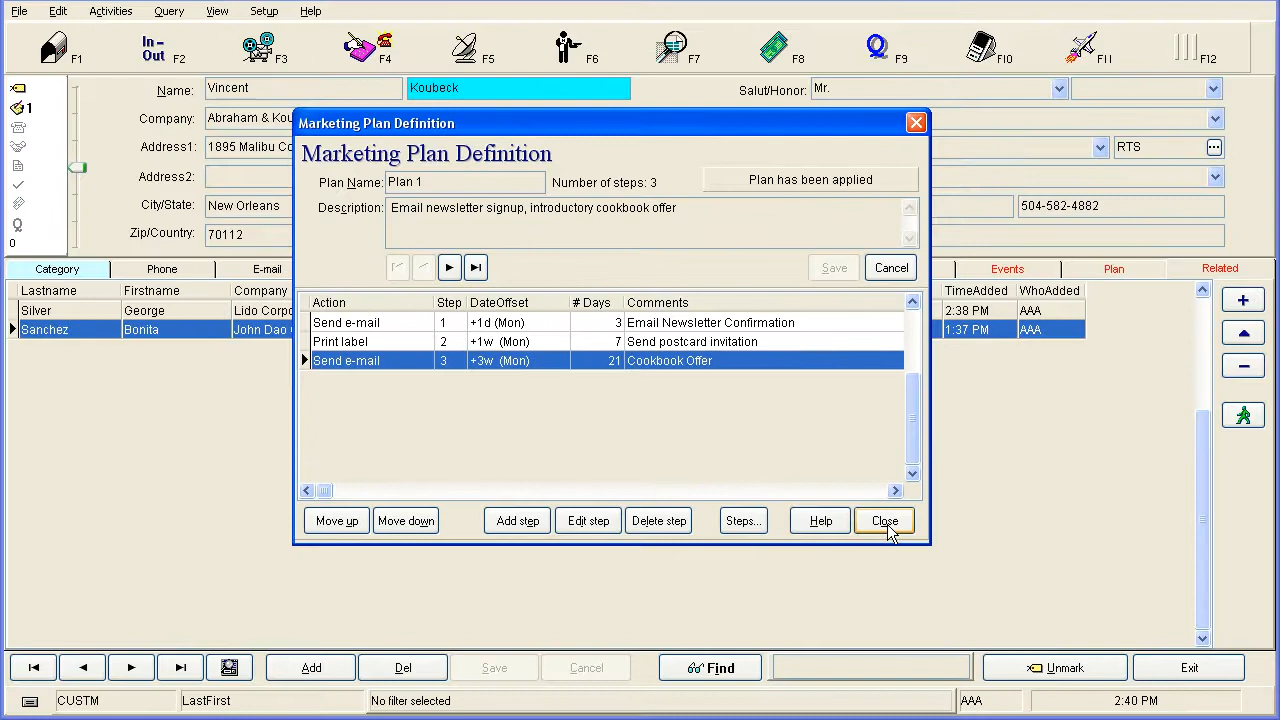 File Edit Activities Query View Setup Help
F1 In-Out F2 F3 F4 F5 F6 F7 F8 F9 F10 F11 F12
Name: Vincent Koubeck Salut/Honor: Mr.
1 Company: Abraham & Kou
Marketing Plan Definition
Address1: 1895 Malibu Co RTS
Marketing Plan Definition
Address2:
Plan Name: Plan 1 Number of steps: 3 Plan has been applied
City/State: New Orleans 504-582-4882
Description: Email newsletter signup, introductory cookbook offer
Zip/Country: 70112
0
Category Phone E-mail Events Plan Related
Save Cancel
Lastname Firstname Company TimeAdded WhoAdded
Silver George Lido Corpo 2:38 PM AAA
Sanchez Bonita John Dao 1:37 PM AAA
Action Step DateOffset # Days Comments
Send e-mail 1 +1d (Mon) 3 Email Newsletter Confirmation
Print label 2 +1w (Mon) 7 Send postcard invitation
Send e-mail 3 +3w (Mon) 21 Cookbook Offer
Move up Move down Add step Edit step Delete step Steps... Help Close
Add Del Save Cancel Find Unmark Exit
CUSTM LastFirst No filter selected AAA 2:40 PM